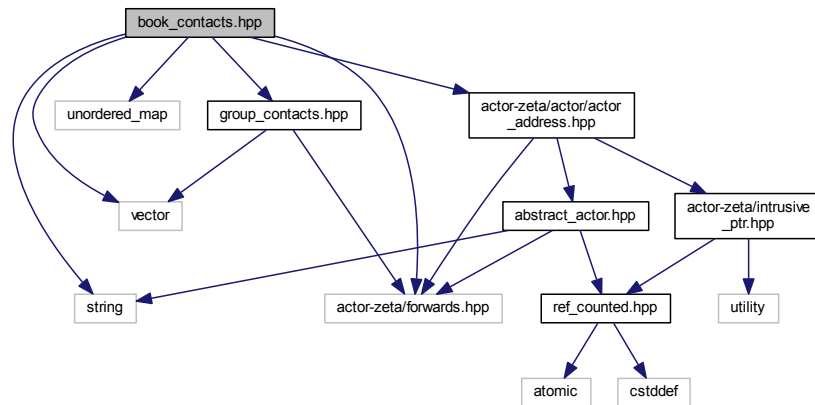 book_contacts.hpp
unordered_map
group_contacts.hpp
actor-zeta/actor/actor
_address.hpp
vector
abstract_actor.hpp
actor-zeta/intrusive
_ptr.hpp
string
actor-zeta/forwards.hpp
ref_counted.hpp
utility
atomic
cstddef